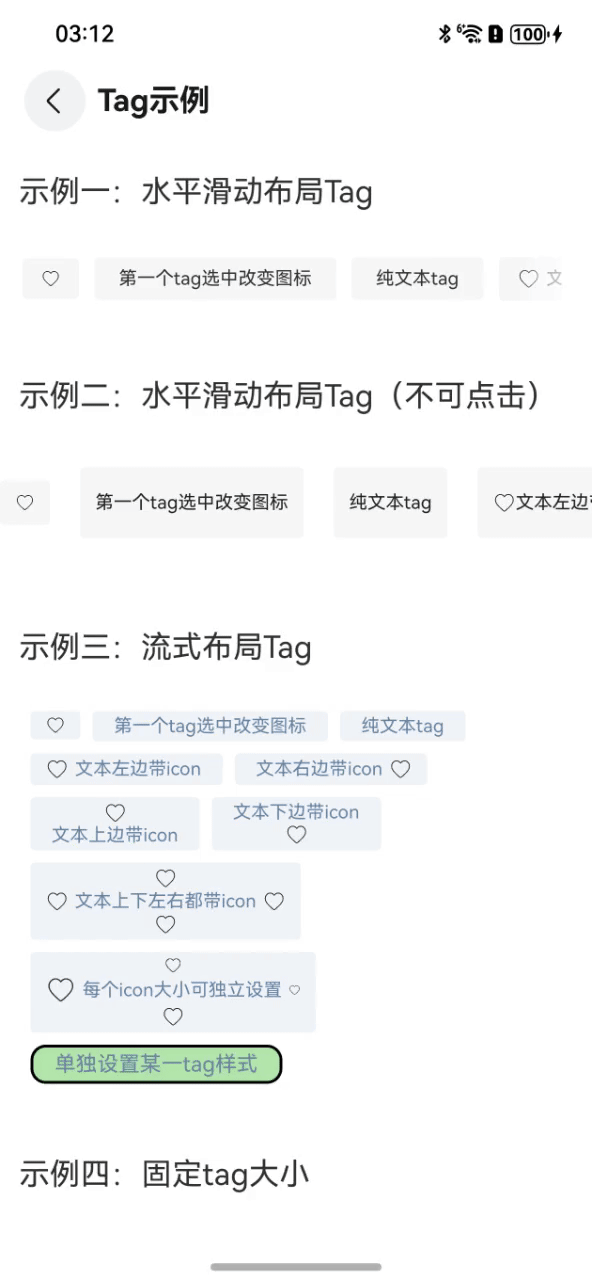 03:12
100
Tag示例
示例一：水平滑动布局Tag
第一个tag选中改变图标 纯文本tag 文
示例二：水平滑动布局Tag（不可点击）
第一个tag选中改变图标 纯文本tag 文本左边
示例三：流式布局Tag
第一个tag选中改变图标 纯文本tag
文本左边带icon 文本右边带icon
文本上边带icon 文本下边带icon
文本上下左右都带icon
每个icon大小可独立设置
单独设置某一tag样式
示例四：固定tag大小